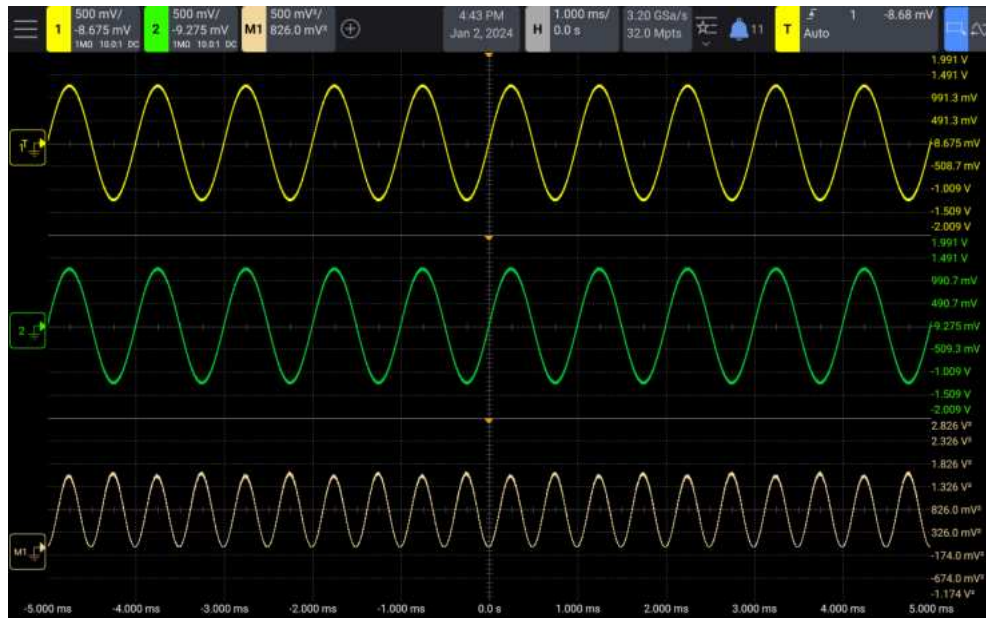 500 mV/ 500 mV/ 500 mV²/ 4:43 PM 1.000 ms/ 3.20 GSa/s 1 -8.68 mV
1 -8.675 mV 2 -9.275 mV M1 826.0 mV² Jan 2, 2024 H 0.0 s 32.0 Mpts 11 T Auto
1MΩ 10.0:1 DC 1MΩ 10.0:1 DC
1.991 V
1.491 V
991.3 mV
491.3 mV
1T -8.675 mV
-508.7 mV
-1.009 V
-1.509 V
-2.009 V
1.991 V
1.491 V
990.7 mV
490.7 mV
2 -9.275 mV
-509.3 mV
-1.009 V
-1.509 V
-2.009 V
2.826 V²
2.326 V²
1.826 V²
1.326 V²
826.0 mV²
326.0 mV²
M1 -174.0 mV²
-674.0 mV²
-1.174 V²
-5.000 ms -4.000 ms -3.000 ms -2.000 ms -1.000 ms 0.0 s 1.000 ms 2.000 ms 3.000 ms 4.000 ms 5.000 ms